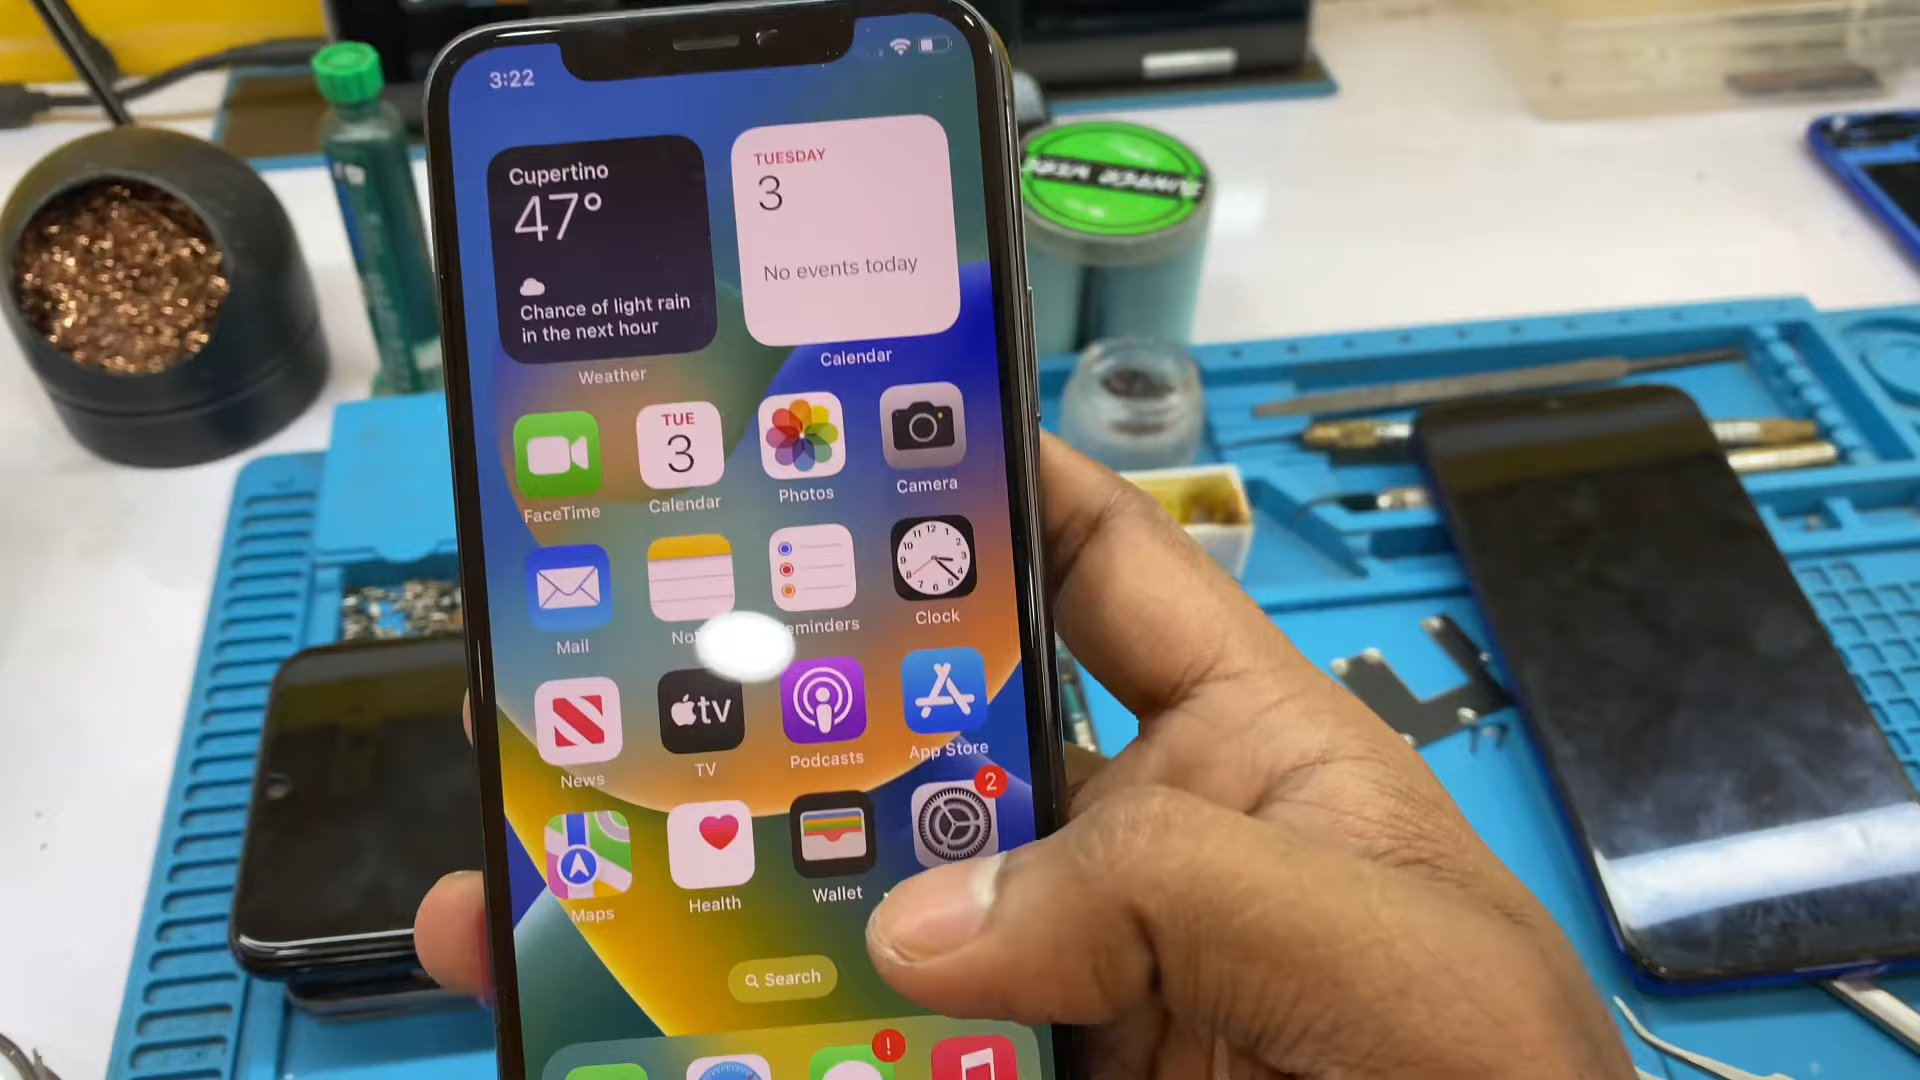 3:22
Cupertino
47°
Chance of light rain
in the next hour
Weather
TUESDAY
3
No events today
Calendar
FaceTime
TUE
3
Calendar
Photos
Camera
Mail
Clock
News
tv
TV
Podcasts
App Store
2
Maps
Health
Wallet
Search
!